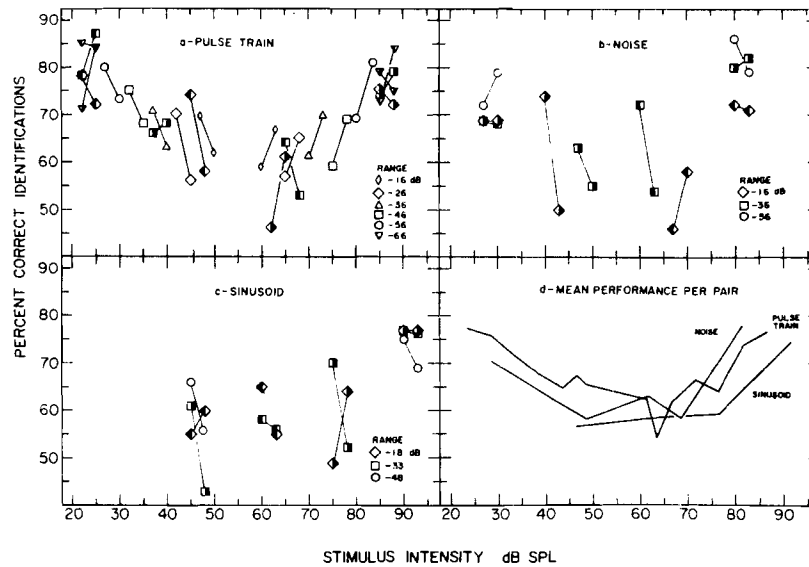 90
80
70
60
50
90
80
70
60
50
PERCENT CORRECT IDENTIFICATIONS
a-PULSE TRAIN
RANGE
-16 dB
-26
-36
-46
-56
-66
b-NOISE
RANGE
-16 dB
-36
-56
c-SINUSOID
RANGE
-18 dB
-33
-48
d-MEAN PERFORMANCE PER PAIR
NOISE
PULSE
TRAIN
SINUSOID
20 30 40 50 60 70 80 90
20 30 40 50 60 70 80 90
STIMULUS INTENSITY dB SPL